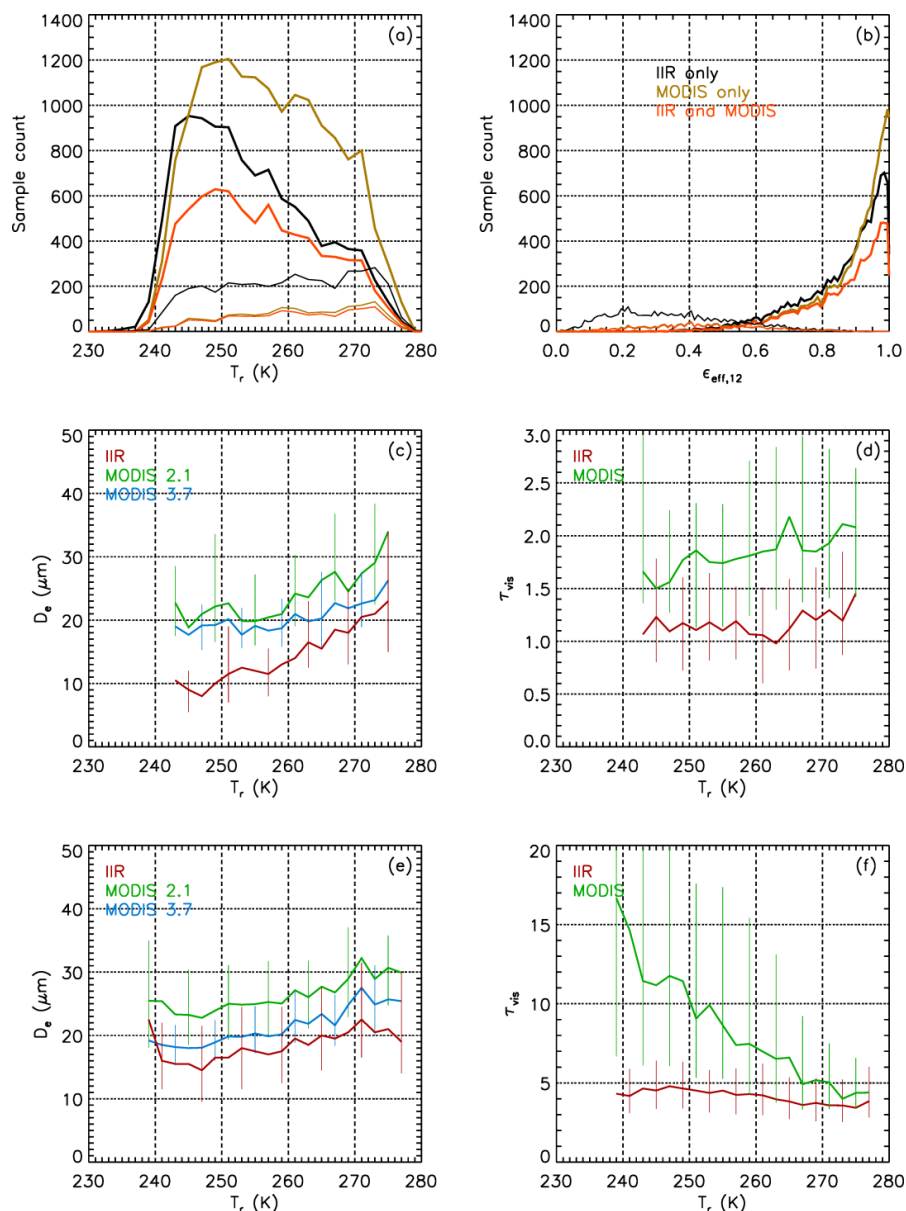 1400
1200
1000
800
600
400
200
0
Sample count
(a)
230 240 250 260 270 280
T_r (K)
1400
1200
1000
800
600
400
200
0
Sample count
(b)
IIR only
MODIS only
IIR and MODIS
0.0 0.2 0.4 0.6 0.8 1.0
ϵ_eff,12
50
40
30
20
10
0
D_e (μm)
(c)
IIR
MODIS 2.1
MODIS 3.7
230 240 250 260 270 280
T_r (K)
3.0
2.5
2.0
1.5
1.0
0.5
0.0
τ_vis
(d)
IIR
MODIS
230 240 250 260 270 280
T_r (K)
50
40
30
20
10
0
D_e (μm)
(e)
IIR
MODIS 2.1
MODIS 3.7
230 240 250 260 270 280
T_r (K)
20
15
10
5
0
τ_vis
(f)
IIR
MODIS
230 240 250 260 270 280
T_r (K)